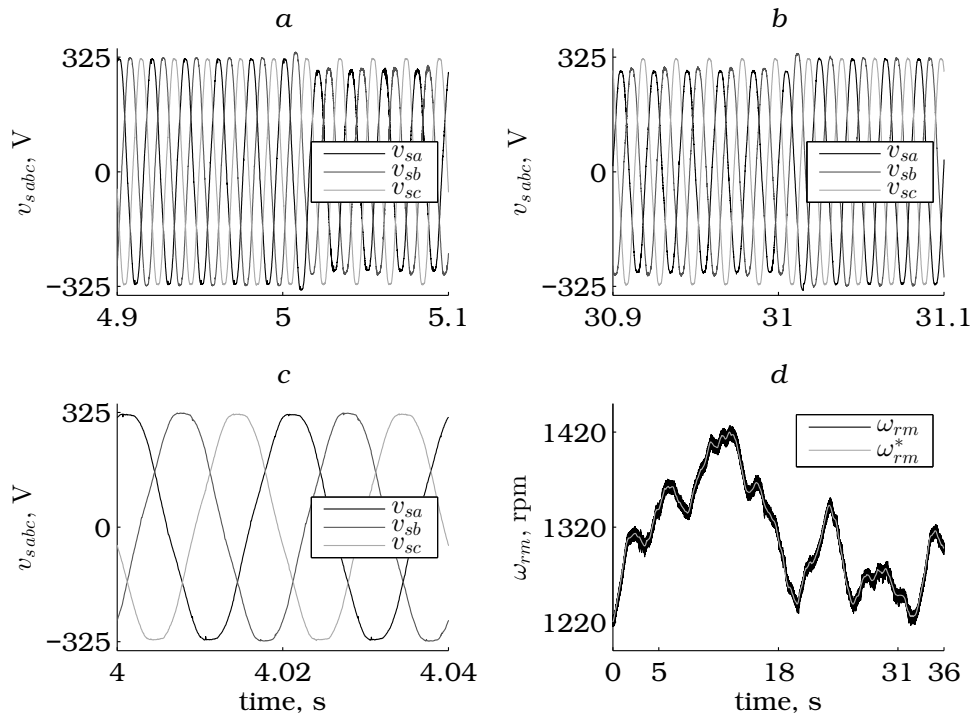 a
325
0
−325
v_{s abc}, V
v_{sa}
v_{sb}
v_{sc}
4.9
5
5.1
b
325
0
−325
v_{s abc}, V
v_{sa}
v_{sb}
v_{sc}
30.9
31
31.1
c
325
0
−325
v_{s abc}, V
v_{sa}
v_{sb}
v_{sc}
4
4.02
4.04
time, s
d
1420
1320
1220
ω_{rm}, rpm
ω_{rm}
ω_{rm}^*
0
5
18
31
36
time, s